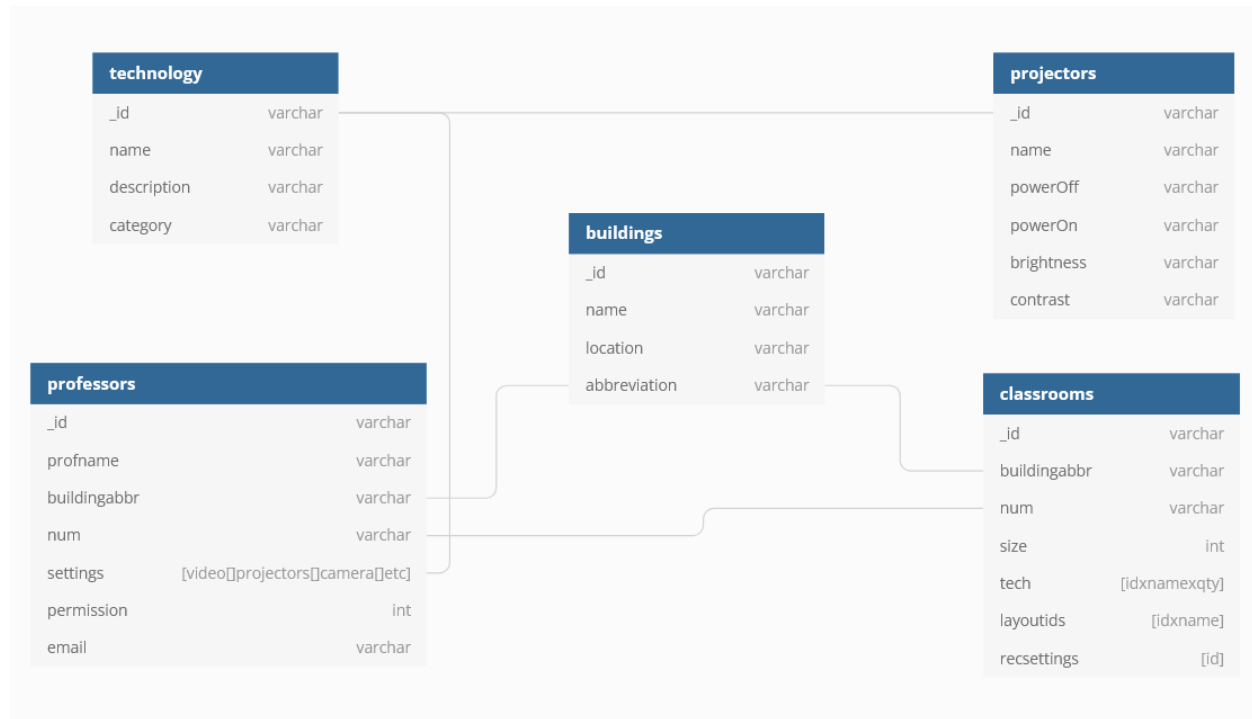 technology
_id varchar
name varchar
description varchar
category varchar
projectors
_id varchar
name varchar
powerOff varchar
powerOn varchar
brightness varchar
contrast varchar
buildings
_id varchar
name varchar
location varchar
abbreviation varchar
professors
_id varchar
profname varchar
buildingabbr varchar
num varchar
settings [video[]projectors[]camera[]etc]
permission int
email varchar
classrooms
_id varchar
buildingabbr varchar
num varchar
size int
tech [idxnamexqty]
layoutids [idxname]
recsettings [id]